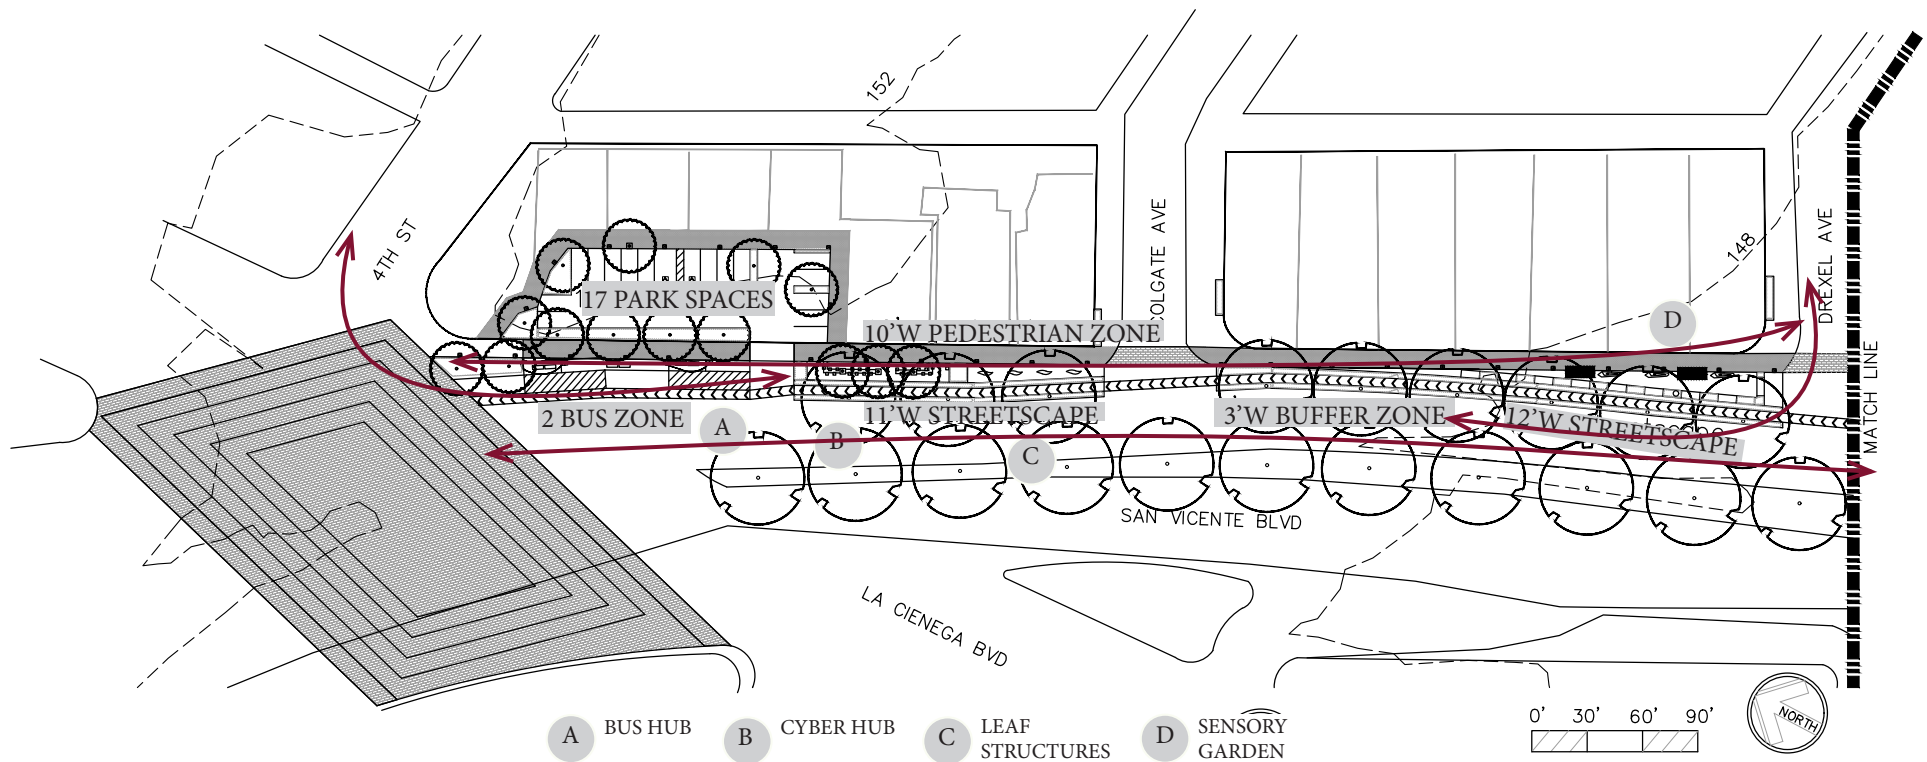 152
4TH ST
COLGATE AVE
148
DREXEL AVE
17 PARK SPACES
10'W PEDESTRIAN ZONE
D
MATCH LINE
2 BUS ZONE
11'W STREETSCAPE
3'W BUFFER ZONE
12'W STREETSCAPE
A
B
C
SAN VICENTE BLVD
LA CIENEGA BVD
A BUS HUB
B CYBER HUB
C LEAF
STRUCTURES
D SENSORY
GARDEN
0' 30' 60' 90'
NORTH